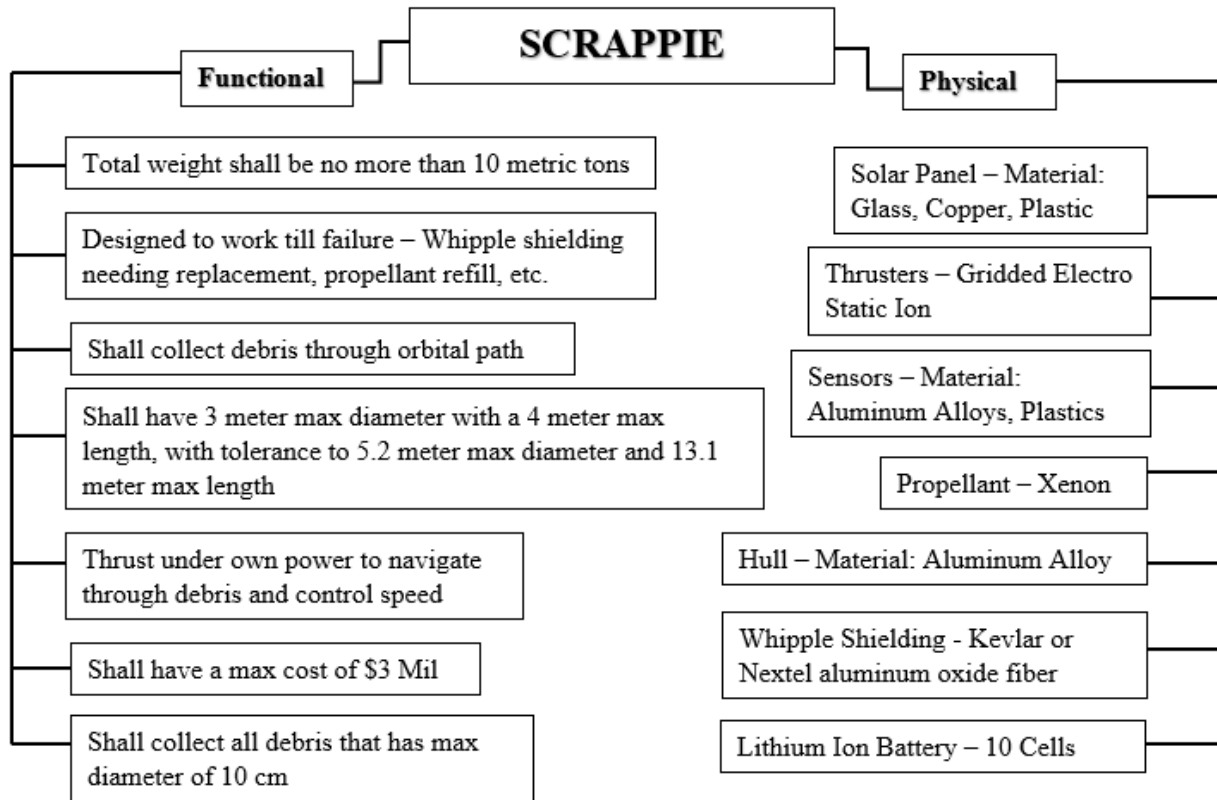 SCRAPPIE
Functional
Total weight shall be no more than 10 metric tons
Designed to work till failure – Whipple shielding
needing replacement, propellant refill, etc.
Shall collect debris through orbital path
Shall have 3 meter max diameter with a 4 meter max
length, with tolerance to 5.2 meter max diameter and 13.1
meter max length
Thrust under own power to navigate
through debris and control speed
Shall have a max cost of $3 Mil
Shall collect all debris that has max
diameter of 10 cm
Physical
Solar Panel – Material:
Glass, Copper, Plastic
Thrusters – Gridded Electro
Static Ion
Sensors – Material:
Aluminum Alloys, Plastics
Propellant – Xenon
Hull – Material: Aluminum Alloy
Whipple Shielding - Kevlar or
Nextel aluminum oxide fiber
Lithium Ion Battery – 10 Cells